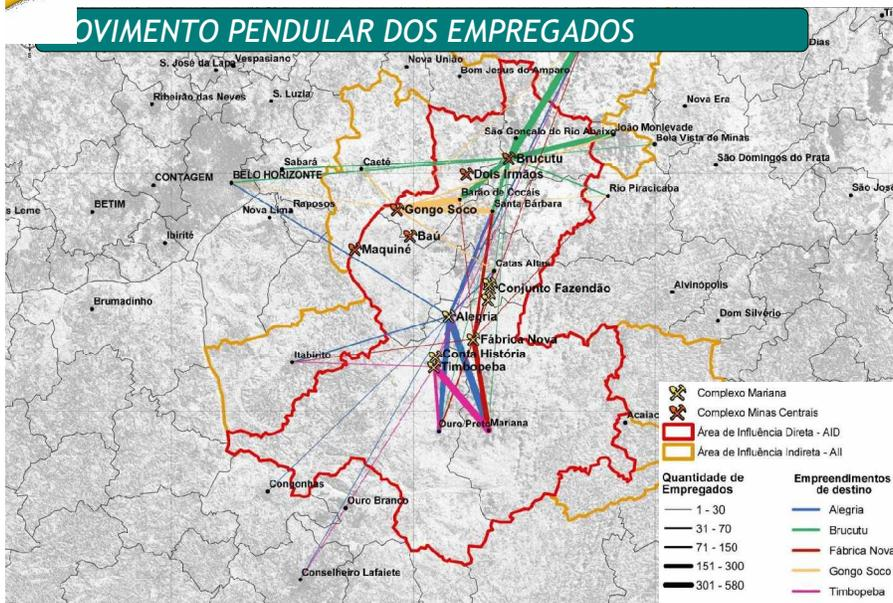 OVIMENTO PENDULAR DOS EMPREGADOS
Dias
S. José da Lapa
Vespasiano
Nova União
Bom Jesus do Amparo
Ribeirão das Neves
S. Luzia
Nova Era
São Gonçalo do Rio Abaixo
João Monlevade
Bela Vista de Minas
Sabará
Caeté
Brucutu
São Domingos do Prata
CONTAGEM
BELO HORIZONTE
Dois Irmãos
Rio Piracicaba
São José
Barão de Cocais
Santa Bárbara
s Leme
BETIM
Nova Lima
Raposos
Gongo Soco
Ibirité
Baú
Maquiné
Catas Altas
Conjunto Fazendão
Alvinópolis
Brumadinho
Alegria
Dom Silvério
Fábrica Nova
Itabirito
Conta História
Timbopeba
Ouro Preto
Mariana
Acaiac
Congonhas
Ouro Branco
Conselheiro Lafaiete
Complexo Mariana
Complexo Minas Centrais
Área de Influência Direta - AID
Área de Influência Indireta - AII
Quantidade de
Empregados
1 - 30
31 - 70
71 - 150
151 - 300
301 - 580
Empreendimentos
de destino
Alegria
Brucutu
Fábrica Nova
Gongo Soco
Timbopeba